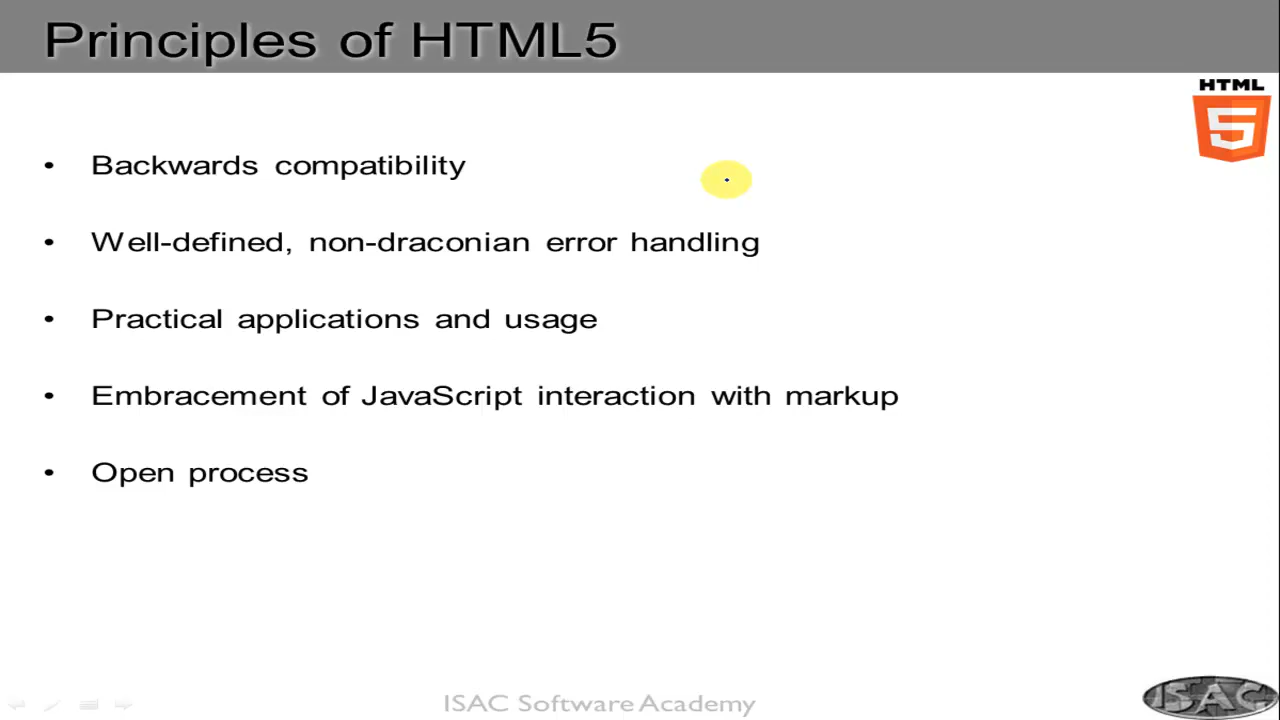 Principles of HTML5
HTML
5
• Backwards compatibility
• Well-defined, non-draconian error handling
• Practical applications and usage
• Embracement of JavaScript interaction with markup
• Open process
ISAC Software Academy
ISAC